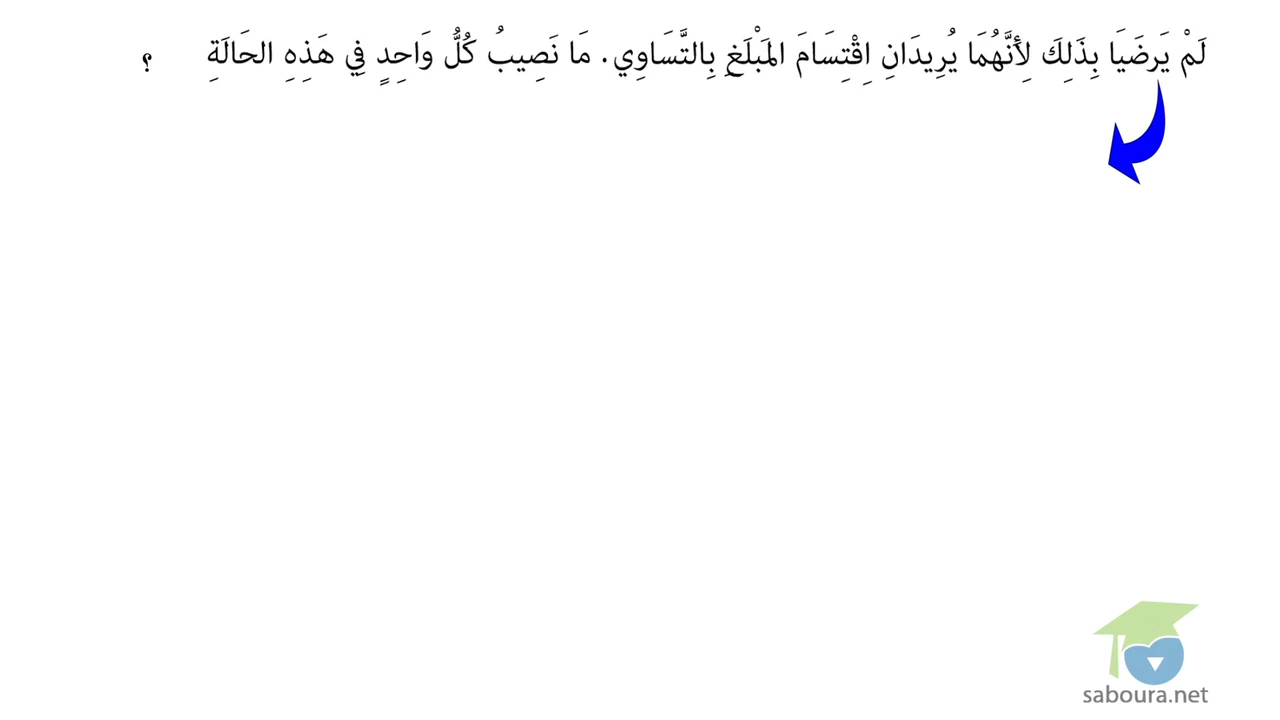 لَمْ يَرضَيَا بِذَلِكَ لِأَنَّهُمَا يُرِيدَانِ اِقْتِسَامَ المَبْلَغِ بِالتَّسَاوِي. مَا نَصِيبُ كُلُّ وَاحِدٍ فِي هَذِهِ الحَالَةِ ؟
saboura.net